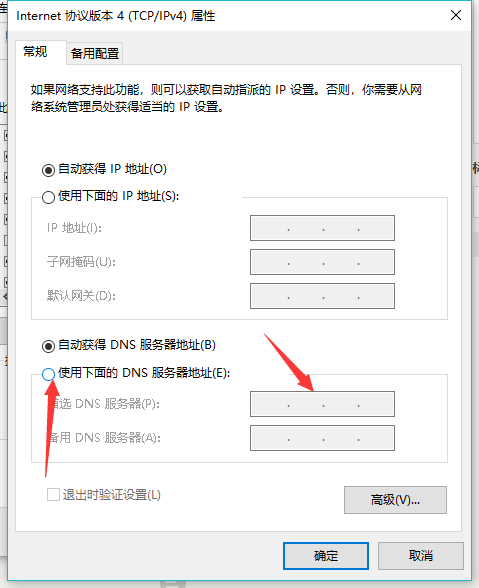 Internet 协议版本 4 (TCP/IPv4) 属性
常规
备用配置
如果网络支持此功能，则可以获取自动指派的 IP 设置。否则，你需要从网
络系统管理员处获得适当的 IP 设置。
自动获得 IP 地址(O)
使用下面的 IP 地址(S):
IP 地址(I):
子网掩码(U):
默认网关(D):
自动获得 DNS 服务器地址(B)
使用下面的 DNS 服务器地址(E):
首选 DNS 服务器(P):
备用 DNS 服务器(A):
退出时验证设置(L)
高级(V)...
确定
取消